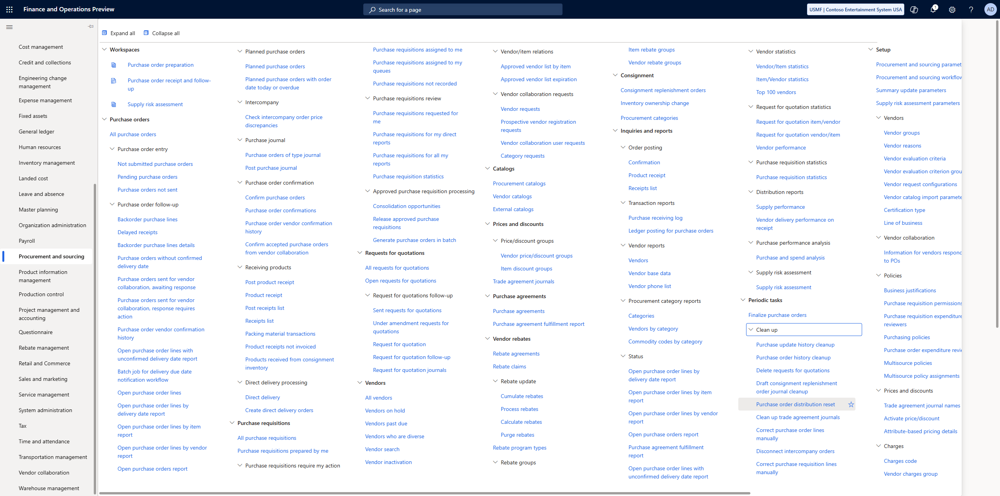 Finance and Operations Preview
Search for a page
USMF | Contoso Entertainment System USA
1
AD
Cost management
Credit and collections
Engineering change
management
Expense management
Fixed assets
General ledger
Human resources
Inventory management
Landed cost
Leave and absence
Master planning
Organization administration
Payroll
Procurement and sourcing
Product information
management
Production control
Project management and
accounting
Questionnaire
Rebate management
Retail and Commerce
Sales and marketing
Service management
System administration
Tax
Time and attendance
Transportation management
Vendor collaboration
Warehouse management
Expand all
Collapse all
Workspaces
Purchase order preparation
Purchase order receipt and follow-
up
Supply risk assessment
Purchase orders
All purchase orders
Purchase order entry
Not submitted purchase orders
Pending purchase orders
Purchase orders not sent
Purchase order follow-up
Backorder purchase lines
Delayed receipts
Backorder purchase lines details
Purchase orders without confirmed
delivery date
Purchase orders sent for vendor
collaboration, awaiting response
Purchase orders sent for vendor
collaboration, response requires
action
Purchase order vendor confirmation
history
Open purchase order lines with
unconfirmed delivery date report
Batch job for delivery due date
notification workflow
Open purchase order lines
Open purchase order lines by
delivery date report
Open purchase order lines by item
report
Open purchase order lines by vendor
report
Open purchase orders report
Planned purchase orders
Planned purchase orders
Planned purchase orders with order
date today or overdue
Intercompany
Check intercompany order price
discrepancies
Purchase journal
Purchase orders of type journal
Post purchase journal
Purchase order confirmation
Confirm purchase orders
Purchase order confirmations
Purchase order vendor confirmation
history
Confirm accepted purchase orders
from vendor collaboration
Receiving products
Post product receipt
Product receipt
Post receipts list
Receipts list
Packing material transactions
Product receipts not invoiced
Products received from consignment
inventory
Direct delivery processing
Direct delivery
Create direct delivery orders
Purchase requisitions
All purchase requisitions
Purchase requisitions prepared by me
Purchase requisitions require my action
Purchase requisitions assigned to me
Purchase requisitions assigned to my
queues
Purchase requisitions not recorded
Purchase requisitions review
Purchase requisitions requested for
me
Purchase requisitions for my direct
reports
Purchase requisitions for all my
reports
Purchase requisition statistics
Approved purchase requisition processing
Consolidation opportunities
Release approved purchase
requisitions
Generate purchase orders in batch
Requests for quotations
All requests for quotations
Open requests for quotations
Request for quotations follow-up
Sent requests for quotations
Under amendment requests for
quotations
Request for quotation
Request for quotation follow-up
Request for quotation journals
Vendors
All vendors
Vendors on hold
Vendors past due
Vendors who are diverse
Vendor search
Vendor inactivation
Vendor/item relations
Approved vendor list by item
Approved vendor list expiration
Vendor collaboration requests
Vendor requests
Prospective vendor registration
requests
Vendor collaboration user requests
Category requests
Catalogs
Procurement catalogs
Vendor catalogs
External catalogs
Prices and discounts
Price/discount groups
Vendor price/discount groups
Item discount groups
Trade agreement journals
Purchase agreements
Purchase agreements
Purchase agreement fulfillment report
Vendor rebates
Rebate agreements
Rebate claims
Rebate update
Cumulate rebates
Process rebates
Calculate rebates
Purge rebates
Rebate program types
Rebate groups
Item rebate groups
Vendor rebate groups
Consignment
Consignment replenishment orders
Inventory ownership change
Procurement categories
Inquiries and reports
Order posting
Confirmation
Product receipt
Receipts list
Transaction reports
Purchase receiving log
Ledger posting for purchase orders
Vendor reports
Vendors
Vendor base data
Vendor phone list
Procurement category reports
Categories
Vendors by category
Commodity codes by category
Status
Open purchase order lines by
delivery date report
Open purchase order lines by item
report
Open purchase order lines by vendor
report
Open purchase orders report
Purchase agreement fulfillment
report
Open purchase order lines with
unconfirmed delivery date report
Vendor statistics
Vendor/Item statistics
Item/Vendor statistics
Top 100 vendors
Request for quotation statistics
Request for quotation item/vendor
Request for quotation vendor/item
Vendor performance
Purchase requisition statistics
Purchase requisition statistics
Distribution reports
Supply performance
Vendor delivery performance on
receipt
Purchase performance analysis
Purchase and spend analysis
Supply risk assessment
Supply risk assessment
Periodic tasks
Finalize purchase orders
Clean up
Purchase update history cleanup
Purchase order history cleanup
Delete requests for quotations
Draft consignment replenishment
order journal cleanup
Purchase order distribution reset
Clean up trade agreement journals
Correct purchase order lines
manually
Disconnect intercompany orders
Correct purchase requisition lines
manually
Setup
Procurement and sourcing paramet
Procurement and sourcing workflow
Summary update parameters
Supply risk assessment parameters
Vendors
Vendor groups
Vendor reasons
Vendor evaluation criteria
Vendor evaluation criterion grou
Vendor request configurations
Vendor catalog import paramete
Certification type
Line of business
Vendor collaboration
Information for vendors respond
to POs
Policies
Business justifications
Purchase requisition permissions
Purchase requisition expenditure
reviewers
Purchasing policies
Purchase order expenditure revie
Multisource policies
Multisource policy assignments
Prices and discounts
Trade agreement journal names
Activate price/discount
Attribute-based pricing details
Charges
Charges code
Vendor charges group